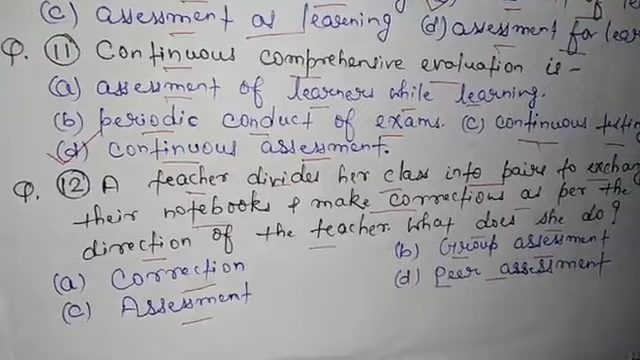 (c) assessment as learning (d) assessment for lear
Q. (11) Continuous comprehensive evaluation is -
(a) assesment of learners while learning.
(b) periodic conduct of exams. (c) continuous testing
(d) continuous assessment.
Q. (12) A teacher divides her class into pairs to exchang
their notebooks & make corrections as per the
direction of the teacher. What does she do?
(a) Correction (b) Group assessment
(c) Assessment (d) Peer assessment